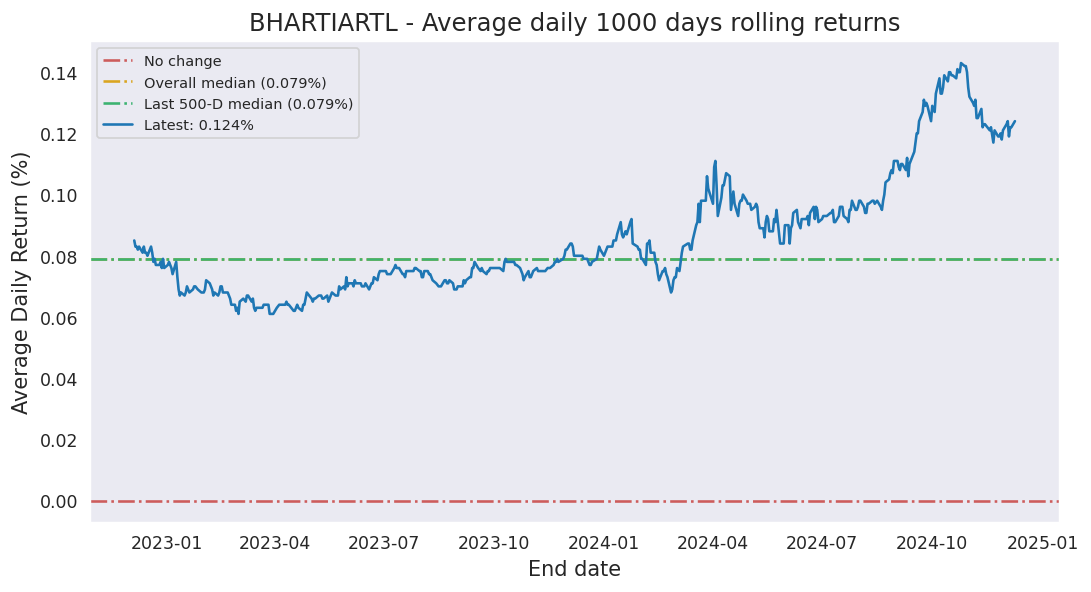 BHARTIARTL - Average daily 1000 days rolling returns
No change
Overall median (0.079%)
Last 500-D median (0.079%)
Latest: 0.124%
Average Daily Return (%)
0.14
0.12
0.10
0.08
0.06
0.04
0.02
0.00
2023-01 2023-04 2023-07 2023-10 2024-01 2024-04 2024-07 2024-10 2025-01
End date